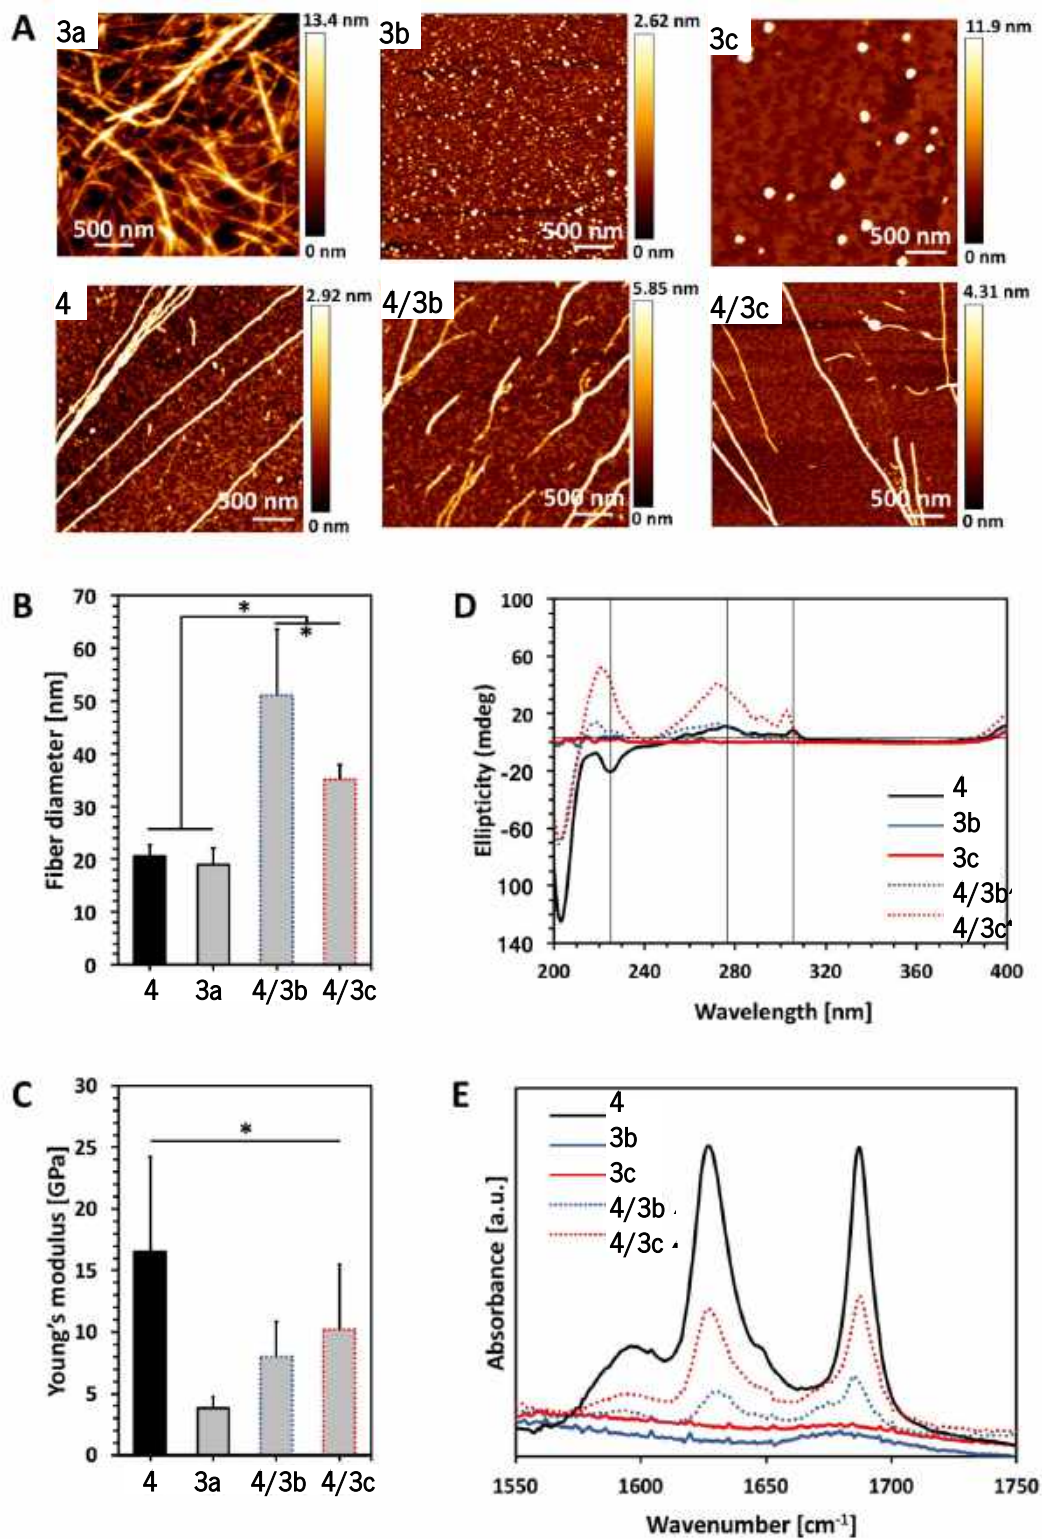 A
3a
13.4 nm
500 nm
0 nm
3b
2.62 nm
500 nm
0 nm
3c
11.9 nm
500 nm
0 nm
4
2.92 nm
500 nm
0 nm
4/3b
5.85 nm
500 nm
0 nm
4/3c
4.31 nm
500 nm
0 nm
B
Fiber diameter [nm]
70
60
50
40
30
20
10
0
*
*
4
3a
4/3b
4/3c
D
Ellipticity (mdeg)
100
60
20
-20
-60
100
140
200
240
280
320
360
400
Wavelength [nm]
4
3b
3c
4/3b
4/3c
C
Young's modulus [GPa]
30
25
20
15
10
5
0
*
4
3a
4/3b
4/3c
E
Absorbance [a.u.]
4
3b
3c
4/3b
4/3c
1550
1600
1650
1700
1750
Wavenumber [cm⁻¹]